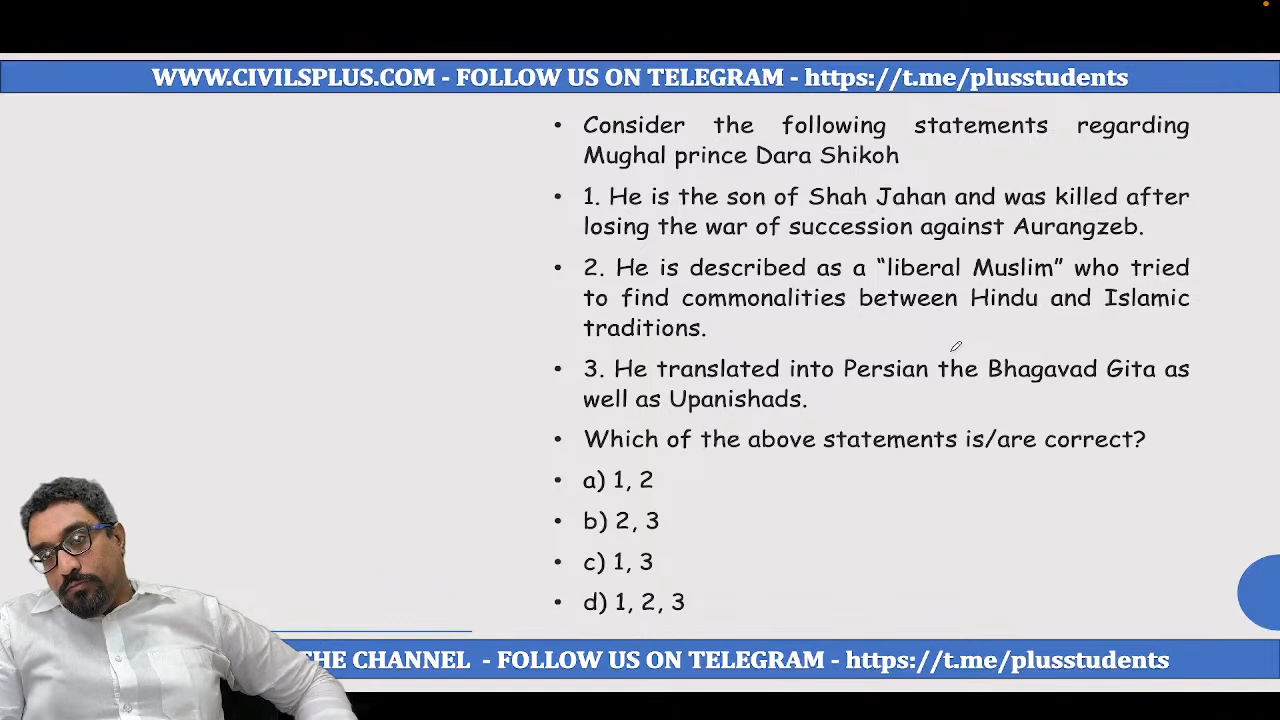 WWW.CIVILSPLUS.COM - FOLLOW US ON TELEGRAM - https://t.me/plusstudents
• Consider the following statements regarding
Mughal prince Dara Shikoh
• 1. He is the son of Shah Jahan and was killed after
losing the war of succession against Aurangzeb.
• 2. He is described as a “liberal Muslim” who tried
to find commonalities between Hindu and Islamic
traditions.
• 3. He translated into Persian the Bhagavad Gita as
well as Upanishads.
• Which of the above statements is/are correct?
• a) 1, 2
• b) 2, 3
• c) 1, 3
• d) 1, 2, 3
THE CHANNEL - FOLLOW US ON TELEGRAM - https://t.me/plusstudents